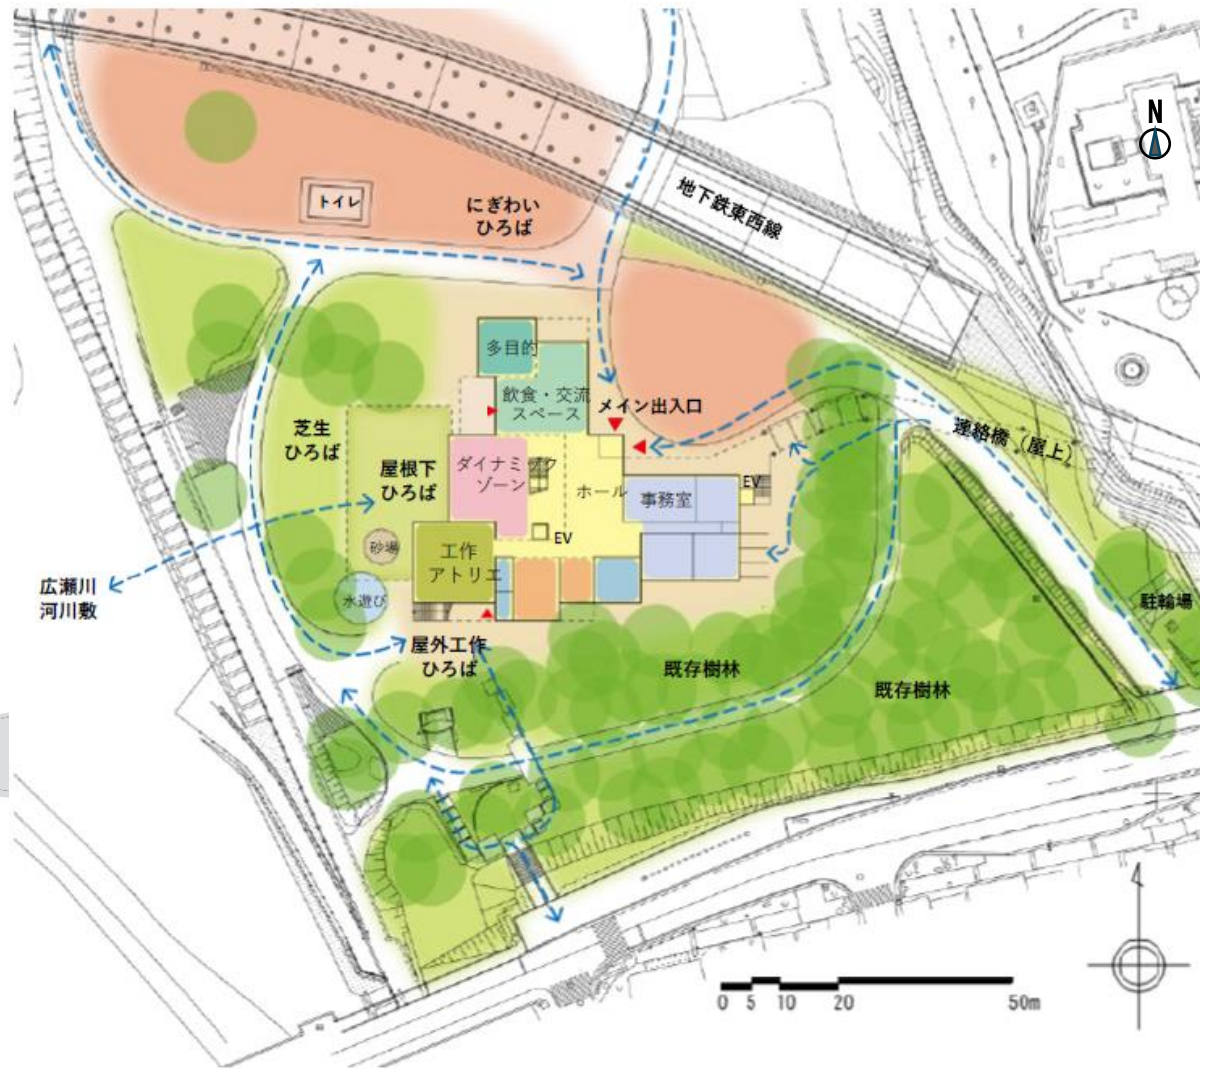 N
トイレ
にぎわい
ひろば
地下鉄東西線
多目的
飲食・交流
スペース
メイン出入口
芝生
ひろば
屋根下
ひろば
ダイナミック
ゾーン
ホール
事務室
EV
連絡橋（屋上）
EV
砂場
工作
アトリエ
水遊び
広瀬川
河川敷
屋外工作
ひろば
既存樹林
既存樹林
駐輪場
0 5 10 20 50m